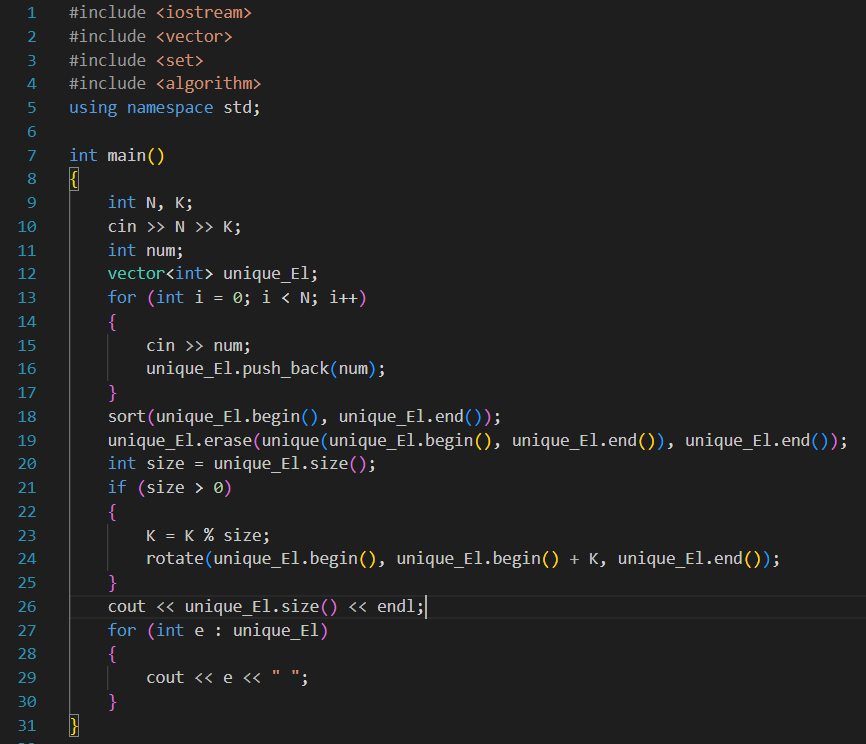 1 #include <iostream>
2 #include <vector>
3 #include <set>
4 #include <algorithm>
5 using namespace std;
6
7 int main()
8 {
9     int N, K;
10     cin >> N >> K;
11     int num;
12     vector<int> unique_El;
13     for (int i = 0; i < N; i++)
14     {
15         cin >> num;
16         unique_El.push_back(num);
17     }
18     sort(unique_El.begin(), unique_El.end());
19     unique_El.erase(unique(unique_El.begin(), unique_El.end()), unique_El.end());
20     int size = unique_El.size();
21     if (size > 0)
22     {
23         K = K % size;
24         rotate(unique_El.begin(), unique_El.begin() + K, unique_El.end());
25     }
26     cout << unique_El.size() << endl;
27     for (int e : unique_El)
28     {
29         cout << e << " ";
30     }
31 }